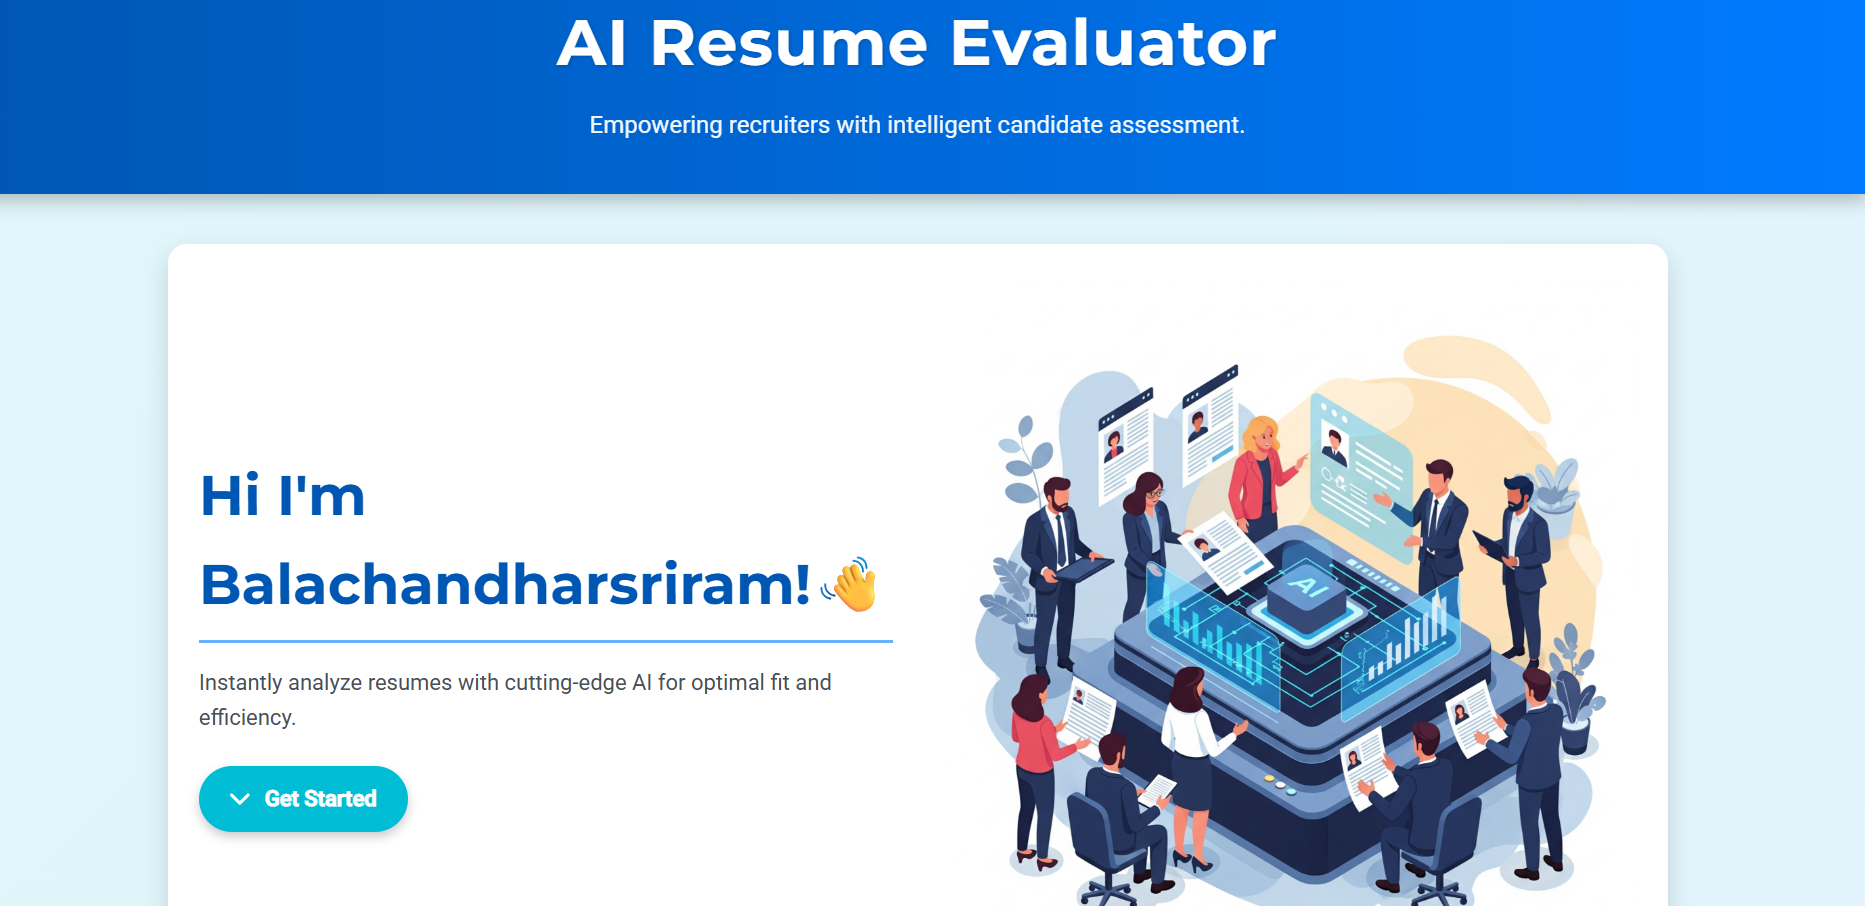 AI Resume Evaluator
Empowering recruiters with intelligent candidate assessment.
Hi I'm
Balachandharsriram! 👋
Instantly analyze resumes with cutting-edge AI for optimal fit and
efficiency.
Get Started
AI